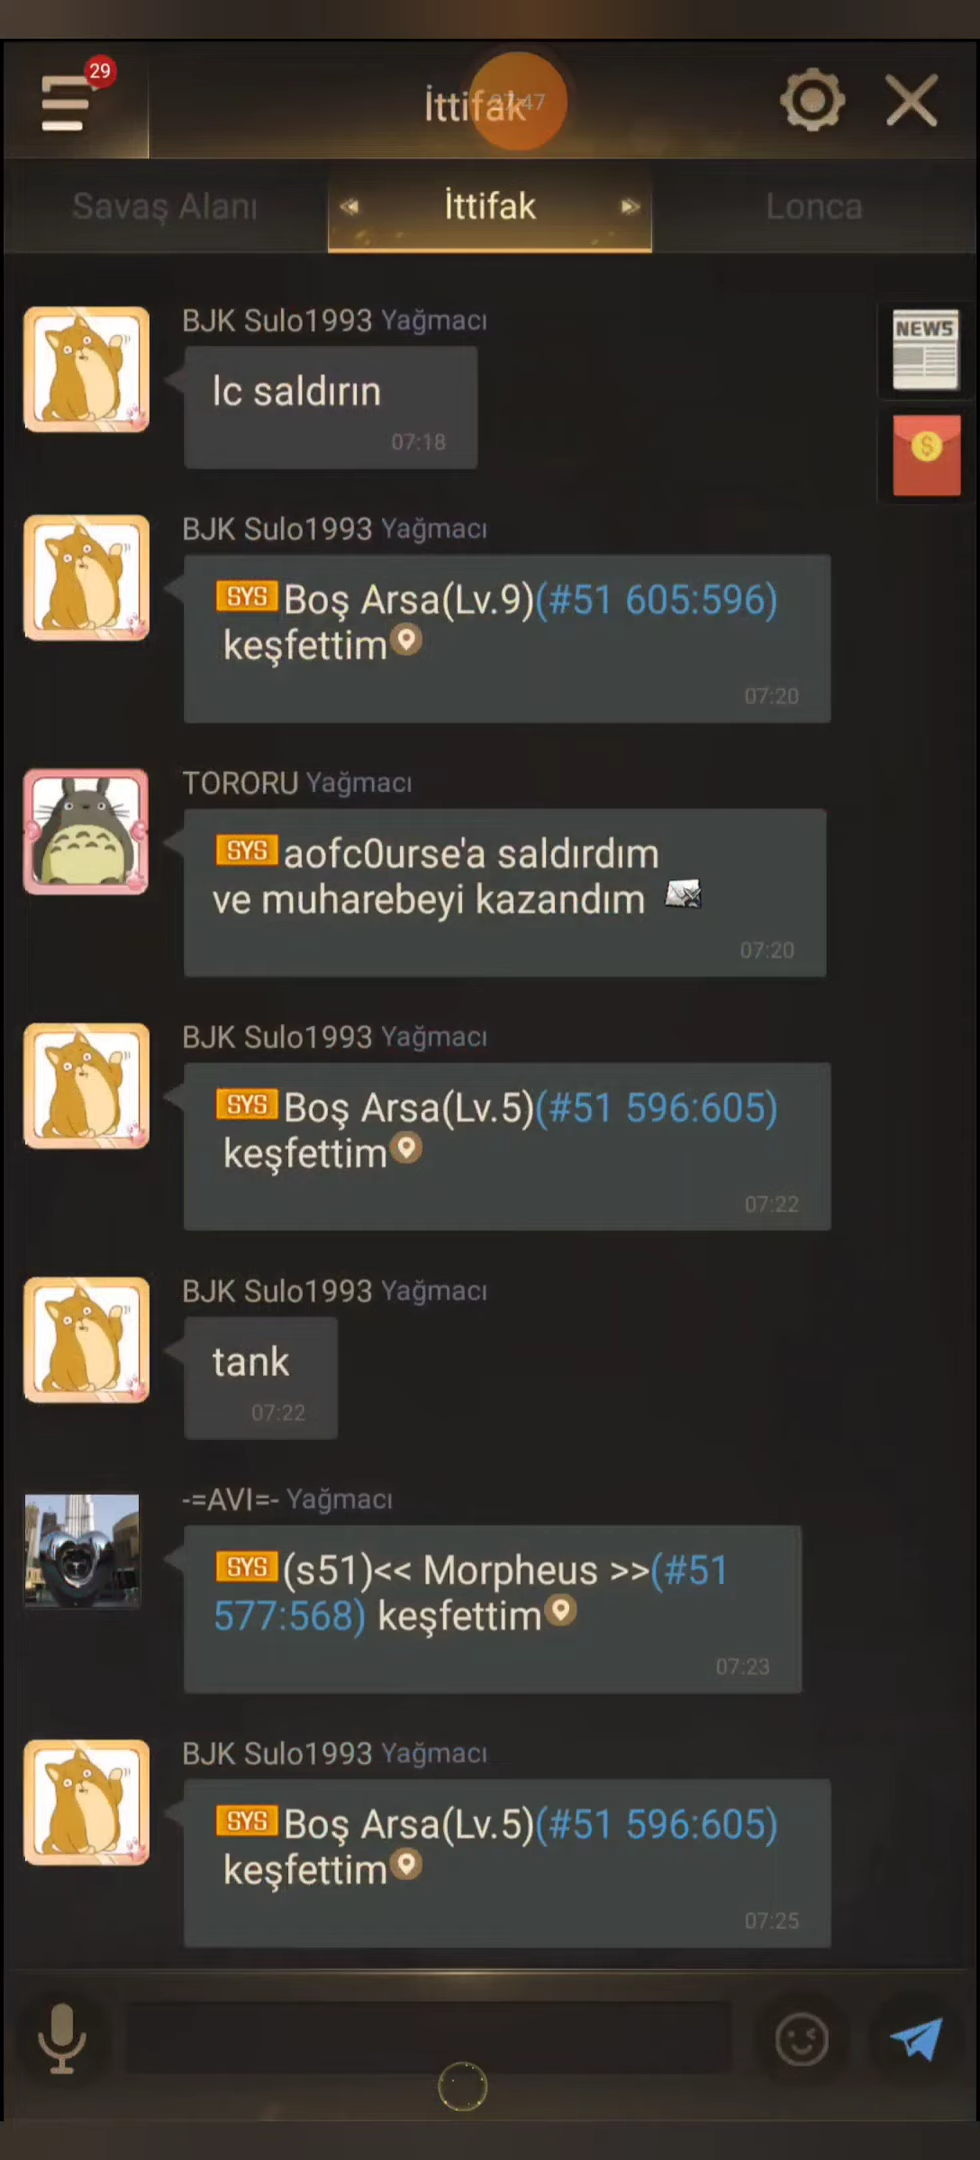 29
İttifak
Savaş Alanı
İttifak
Lonca
BJK Sulo1993 Yağmacı
NEWS
lc saldırın
07:18
BJK Sulo1993 Yağmacı
SYS Boş Arsa(Lv.9)(#51 605:596)
keşfettim
07:20
TORORU Yağmacı
SYS aofc0urse'a saldırdım
ve muharebeyi kazandım
07:20
BJK Sulo1993 Yağmacı
SYS Boş Arsa(Lv.5)(#51 596:605)
keşfettim
07:22
BJK Sulo1993 Yağmacı
tank
07:22
-=AVI=- Yağmacı
SYS (s51)<< Morpheus >>(#51
577:568) keşfettim
07:23
BJK Sulo1993 Yağmacı
SYS Boş Arsa(Lv.5)(#51 596:605)
keşfettim
07:25